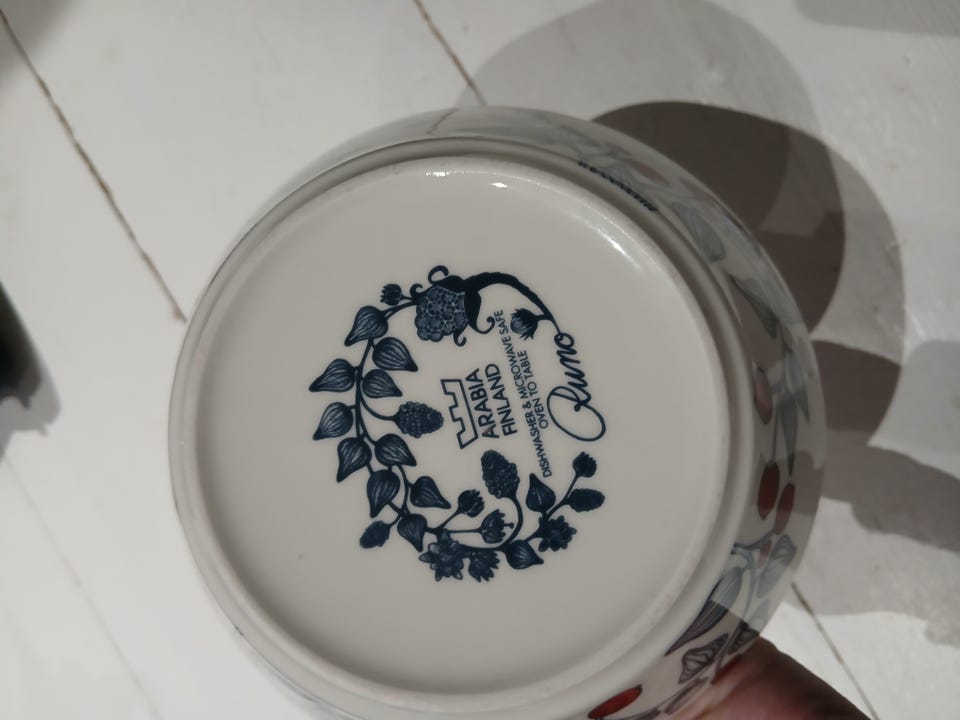 ARABIA
FINLAND
DISHWASHER & MICROWAVE SAFE
OVEN TO TABLE
Runo